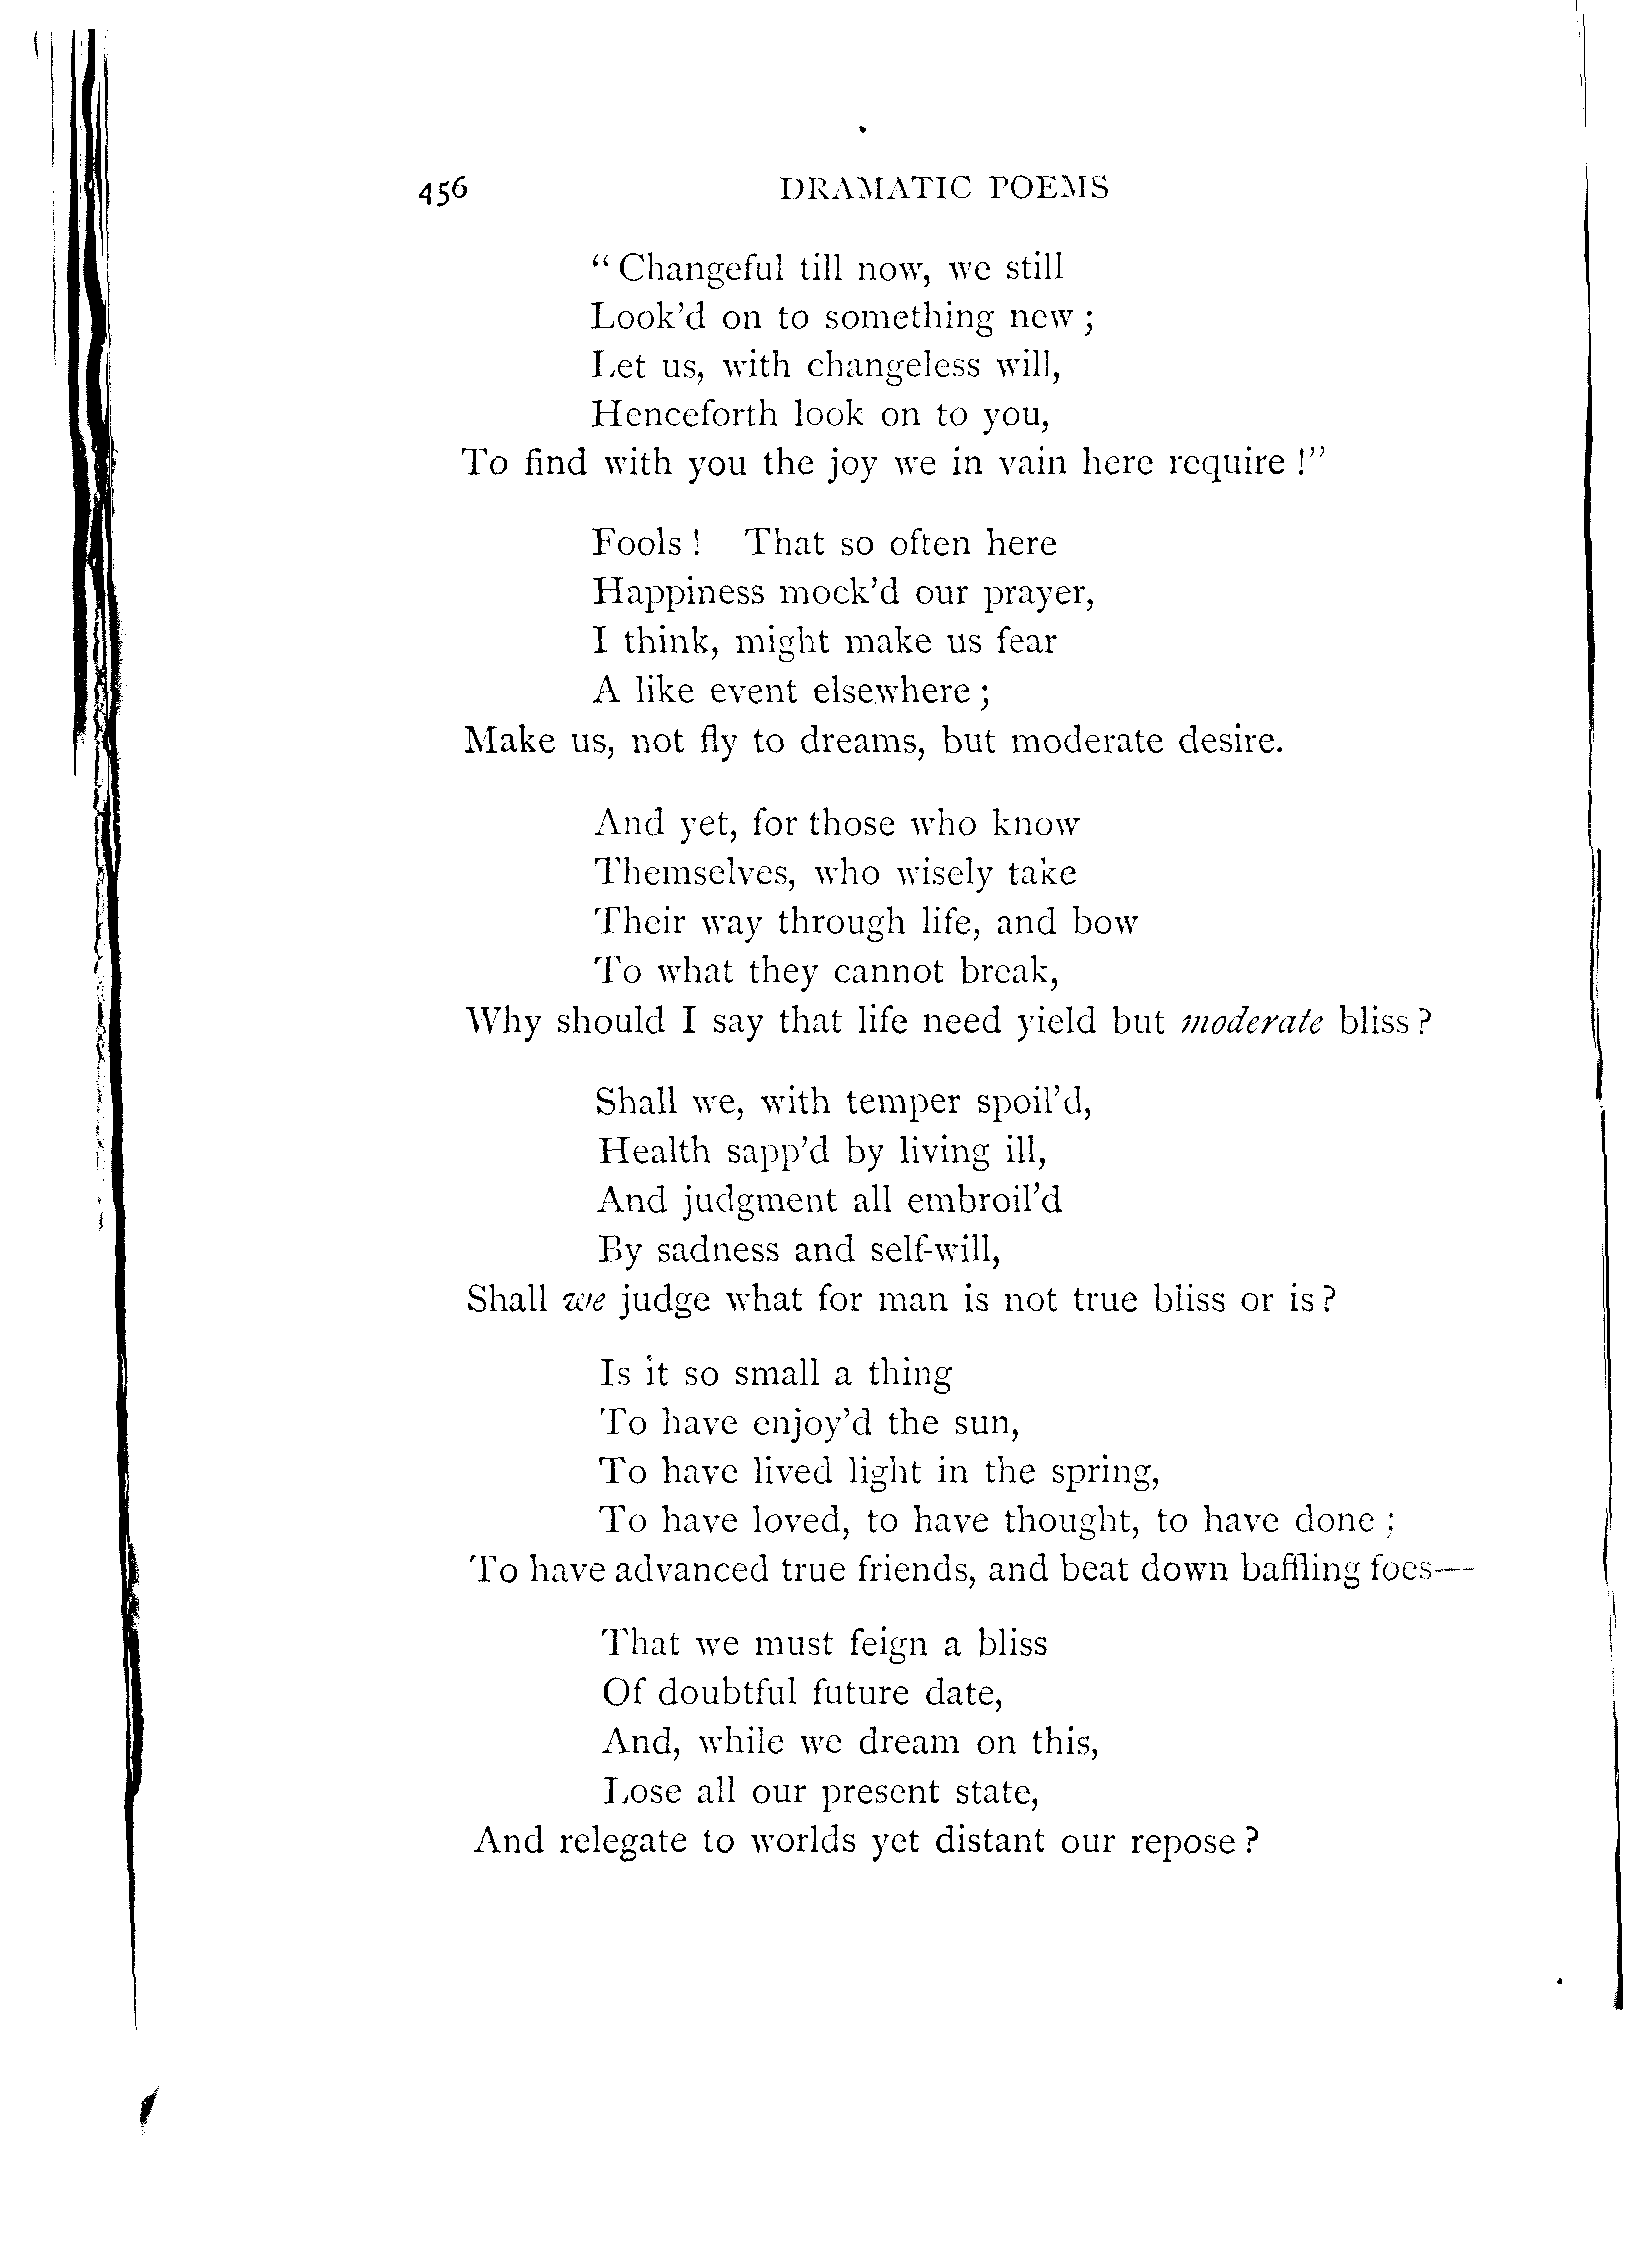 456 DRAMATIC POEMS
“ Changeful till now, we still
Look’d on to something new ;
Let us, with changeless will,
Henceforth look on to you,
To find with you the joy we in vain here require !”
Fools ! That so often here
Happiness mock’d our prayer,
I think, might make us fear
A like event elsewhere ;
Make us, not fly to dreams, but moderate desire.
And yet, for those who know
Themselves, who wisely take
Their way through life, and bow
To what they cannot break,
Why should I say that life need yield but moderate bliss ?
Shall we, with temper spoil’d,
Health sapp’d by living ill,
And judgment all embroil’d
By sadness and self-will,
Shall we judge what for man is not true bliss or is ?
Is it so small a thing
To have enjoy’d the sun,
To have lived light in the spring,
To have loved, to have thought, to have done ;
To have advanced true friends, and beat down baffling foes—
That we must feign a bliss
Of doubtful future date,
And, while we dream on this,
Lose all our present state,
And relegate to worlds yet distant our repose ?